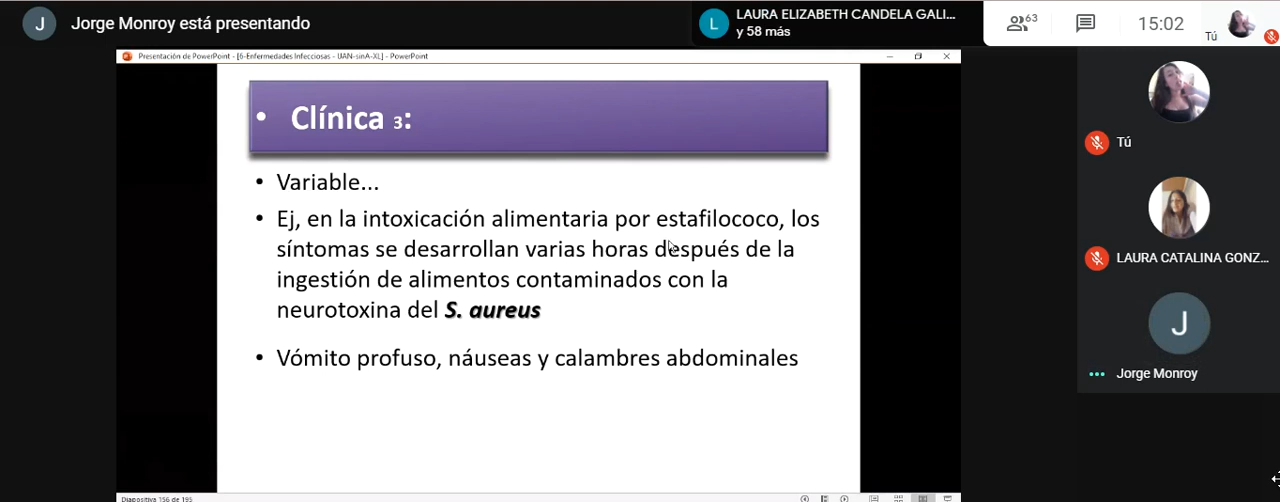 J Jorge Monroy está presentando
L LAURA ELIZABETH CANDELA GALI...
y 58 más
63
15:02
Tú
Presentación de PowerPoint - [6-Enfermedades Infecciosas - UAN-sinA-XL] - PowerPoint
• Clínica 3:
• Variable...
• Ej, en la intoxicación alimentaria por estafilococo, los
síntomas se desarrollan varias horas después de la
ingestión de alimentos contaminados con la
neurotoxina del S. aureus
• Vómito profuso, náuseas y calambres abdominales
Diapositiva 156 de 195
Tú
LAURA CATALINA GONZ...
J
Jorge Monroy